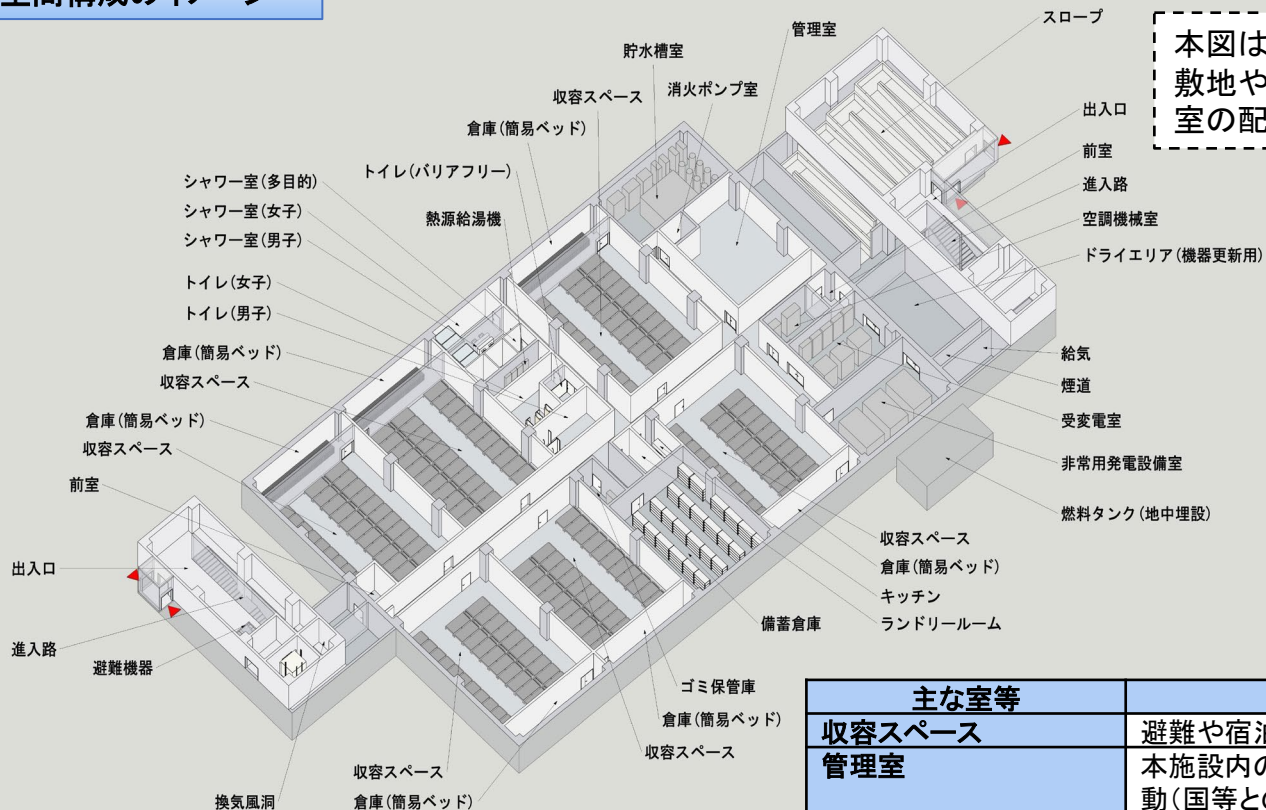 空間構成のイメージ
スロープ
管理室
本図は
敷地や
室の配
貯水槽室
消火ポンプ室
収容スペース
出入口
倉庫(簡易ベッド)
前室
トイレ(バリアフリー)
シャワー室(多目的)
進入路
シャワー室(女子)
熱源給湯機
空調機械室
シャワー室(男子)
ドライエリア(機器更新用)
トイレ(女子)
トイレ(男子)
倉庫(簡易ベッド)
給気
収容スペース
煙道
倉庫(簡易ベッド)
受変電室
収容スペース
非常用発電設備室
前室
燃料タンク(地中埋設)
収容スペース
出入口
倉庫(簡易ベッド)
キッチン
備蓄倉庫
ランドリールーム
進入路
避難機器
ゴミ保管庫
倉庫(簡易ベッド)
収容スペース
収容スペース
換気風洞
倉庫(簡易ベッド)
主な室等
収容スペース
避難や宿泊
管理室
本施設内の
動(国等との